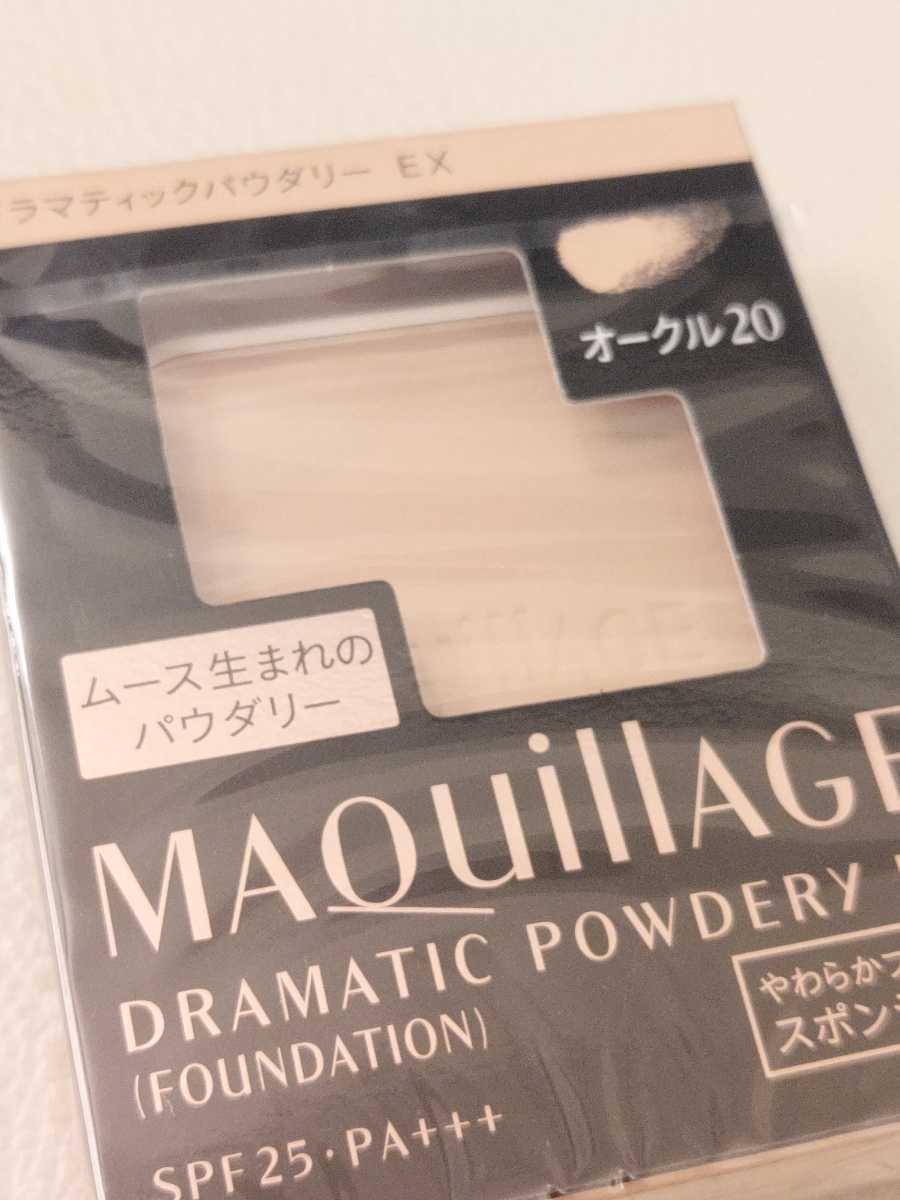 ラマティックパウダリー EX
オークル20
ムース生まれの
パウダリー
MAQuillAGE
DRAMATIC POWDERY
(FOUNDATION)
やわらか
スポン
SPF25・PA+++